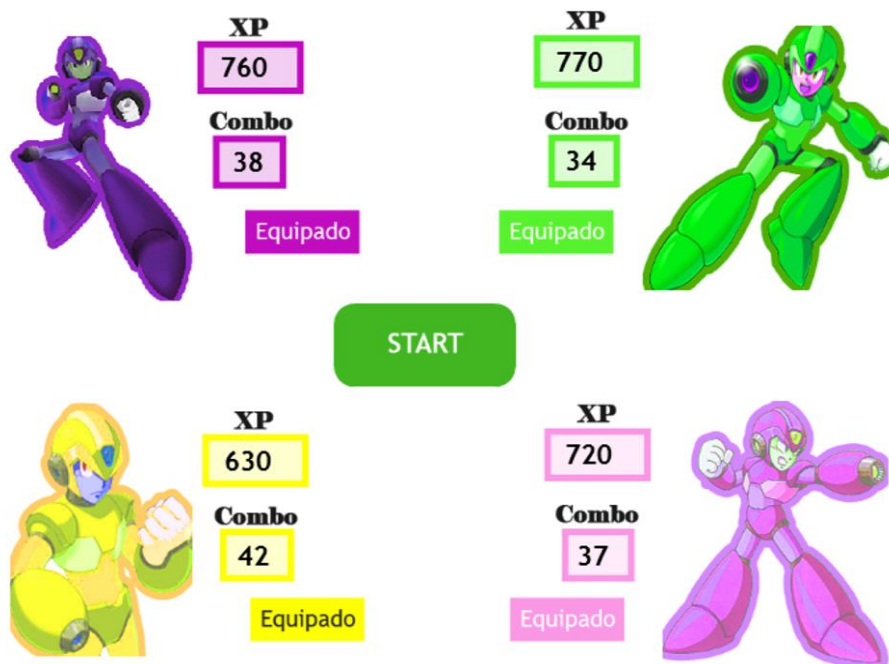 XP
760
Combo
38
Equipado
XP
770
Combo
34
Equipado
START
XP
630
Combo
42
Equipado
XP
720
Combo
37
Equipado